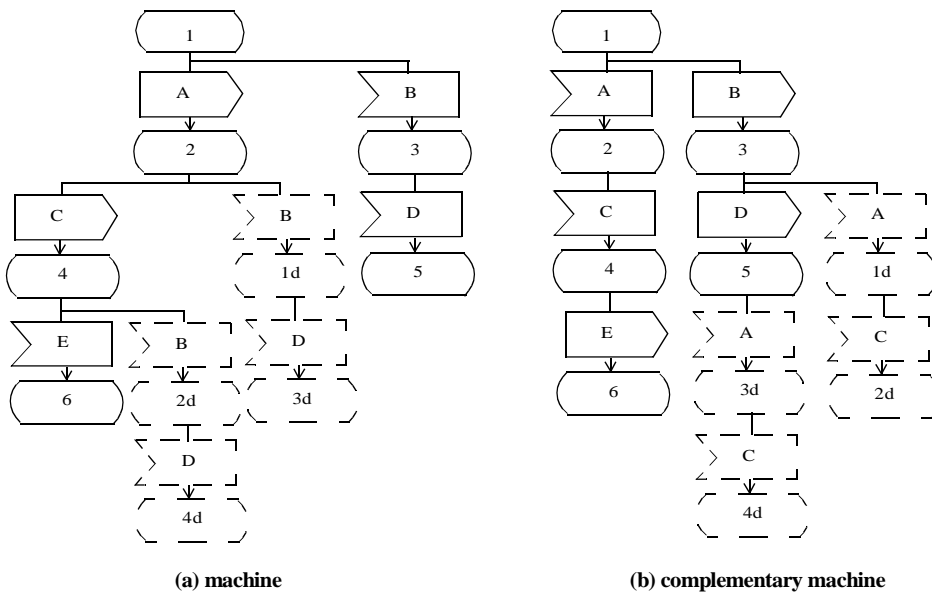 1 1
A B A B
2 3 2 3
C B D C D A
4 1d 5 4 5 1d
E B D E A C
6 2d 3d 6 3d 2d
D C
4d 4d
(a) machine (b) complementary machine